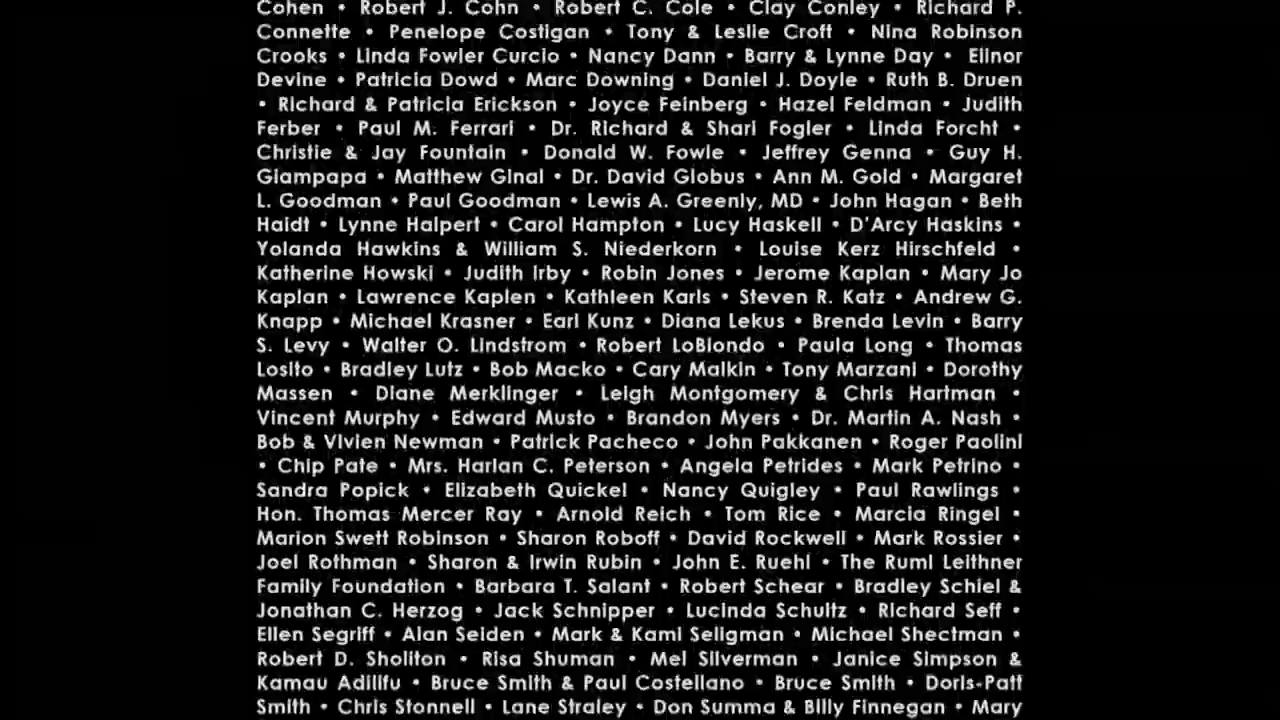 Cohen • Robert J. Cohn • Robert C. Cole • Clay Conley • Richard P.
Connette • Penelope Costigan • Tony & Leslie Croft • Nina Robinson
Crooks • Linda Fowler Curcio • Nancy Dann • Barry & Lynne Day • Elinor
Devine • Patricia Dowd • Marc Downing • Daniel J. Doyle • Ruth B. Druen
• Richard & Patricia Erickson • Joyce Feinberg • Hazel Feldman • Judith
Ferber • Paul M. Ferrari • Dr. Richard & Shari Fogler • Linda Forcht •
Christie & Jay Fountain • Donald W. Fowle • Jeffrey Genna • Guy H.
Giampapa • Matthew Ginal • Dr. David Globus • Ann M. Gold • Margaret
L. Goodman • Paul Goodman • Lewis A. Greenly, MD • John Hagan • Beth
Haidt • Lynne Halpert • Carol Hampton • Lucy Haskell • D'Arcy Haskins •
Yolanda Hawkins & William S. Niederkorn • Louise Kerz Hirschfeld •
Katherine Howski • Judith Irby • Robin Jones • Jerome Kaplan • Mary Jo
Kaplan • Lawrence Kaplen • Kathleen Karls • Steven R. Katz • Andrew G.
Knapp • Michael Krasner • Earl Kunz • Diana Lekus • Brenda Levin • Barry
S. Levy • Walter O. Lindstrom • Robert LoBiondo • Paula Long • Thomas
Losito • Bradley Lutz • Bob Macko • Cary Malkin • Tony Marzani • Dorothy
Massen • Diane Merklinger • Leigh Montgomery & Chris Hartman •
Vincent Murphy • Edward Musto • Brandon Myers • Dr. Martin A. Nash •
Bob & Vivien Newman • Patrick Pacheco • John Pakkanen • Roger Paolini
• Chip Pate • Mrs. Harlan C. Peterson • Angela Petrides • Mark Petrino •
Sandra Popick • Elizabeth Quickel • Nancy Quigley • Paul Rawlings •
Hon. Thomas Mercer Ray • Arnold Reich • Tom Rice • Marcia Ringel •
Marion Swett Robinson • Sharon Roboff • David Rockwell • Mark Rossier •
Joel Rothman • Sharon & Irwin Rubin • John E. Ruehl • The Ruml Leithner
Family Foundation • Barbara T. Salant • Robert Schear • Bradley Schiel &
Jonathan C. Herzog • Jack Schnipper • Lucinda Schultz • Richard Seff •
Ellen Segriff • Alan Seiden • Mark & Kami Seligman • Michael Shectman •
Robert D. Sholiton • Risa Shuman • Mel Silverman • Janice Simpson &
Kamau Adilifu • Bruce Smith & Paul Costellano • Bruce Smith • Doris-Patt
Smith • Chris Stonnell • Lane Straley • Don Summa & Billy Finnegan • Mary